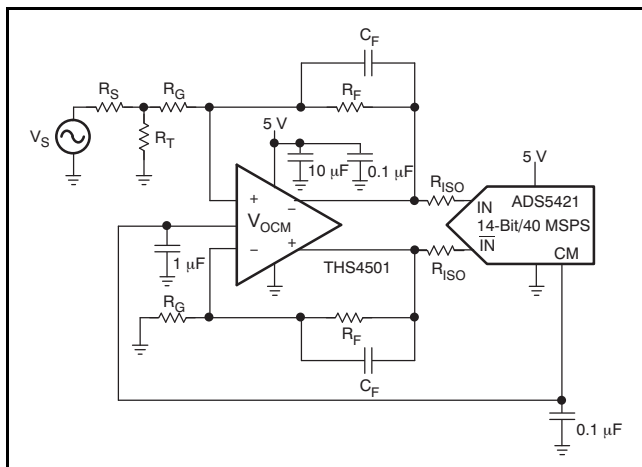 C_F
R_S
R_G
R_F
V_S
R_T
5 V
10 µF
0.1 µF
5 V
R_ISO
+
−
V_OCM
−
+
THS4501
IN
ADS5421
14-Bit/40 MSPS
I̅N̅
CM
1 µF
R_ISO
R_G
R_F
C_F
0.1 µF